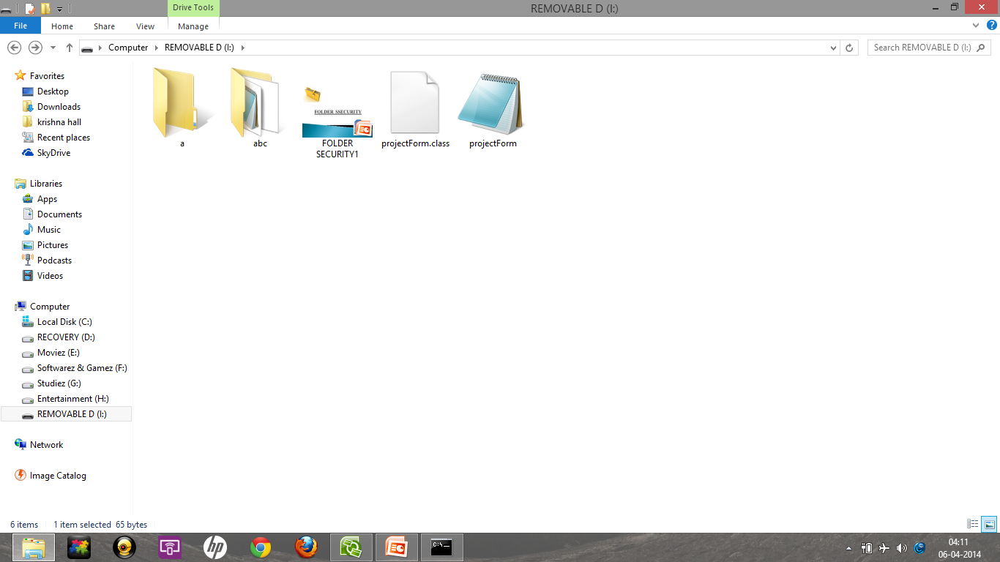 REMOVABLE D (I:)
Drive Tools
File
Home
Share
View
Manage
Computer
REMOVABLE D (I:)
Search REMOVABLE D (I:)
Favorites
Desktop
Downloads
krishna hall
Recent places
SkyDrive
Libraries
Apps
Documents
Music
Pictures
Podcasts
Videos
Computer
Local Disk (C:)
RECOVERY (D:)
Moviez (E:)
Softwarez & Gamez (F:)
Studiez (G:)
Entertainment (H:)
REMOVABLE D (I:)
Network
Image Catalog
a
abc
FOLDER SSECURITY
FOLDER
SECURITY1
projectForm.class
projectForm
6 items
1 item selected 65 bytes
hp
C:\_
04:11
06-04-2014